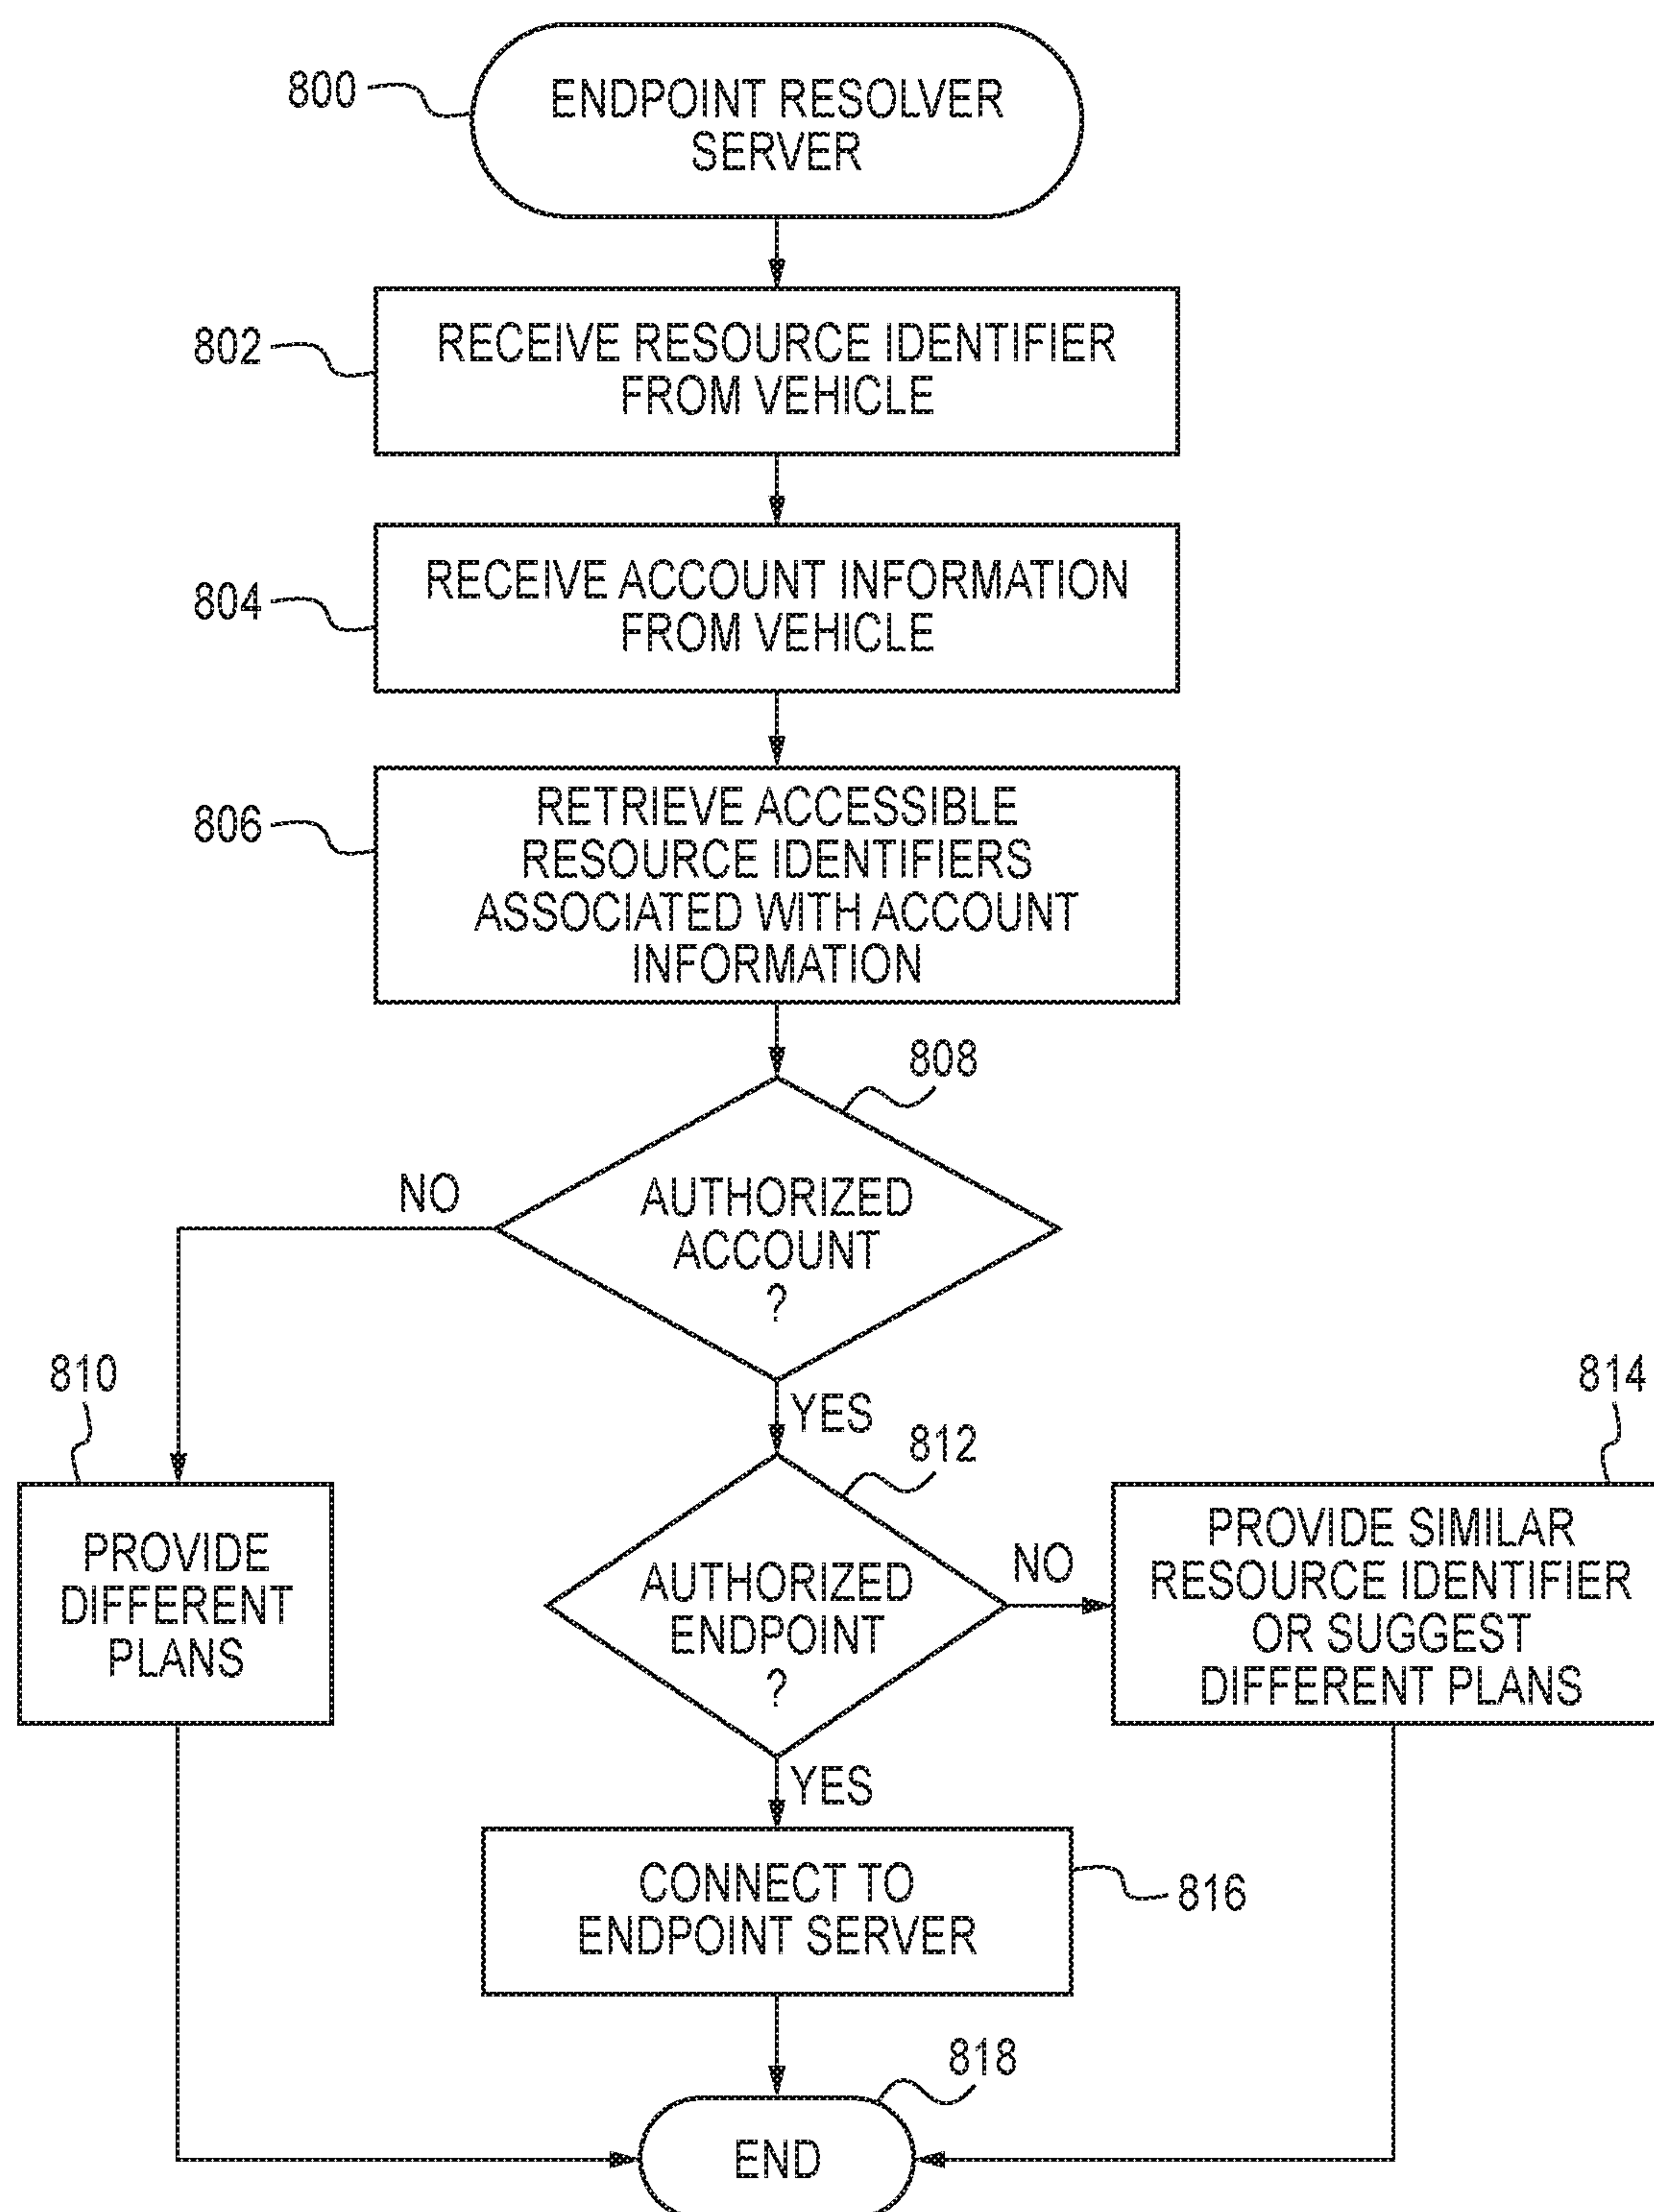 800
ENDPOINT RESOLVER
SERVER
802
RECEIVE RESOURCE IDENTIFIER
FROM VEHICLE
804
RECEIVE ACCOUNT INFORMATION
FROM VEHICLE
806
RETRIEVE ACCESSIBLE
RESOURCE IDENTIFIERS
ASSOCIATED WITH ACCOUNT
INFORMATION
808
AUTHORIZED
ACCOUNT
?
NO
YES
810
PROVIDE
DIFFERENT
PLANS
812
AUTHORIZED
ENDPOINT
?
NO
YES
814
PROVIDE SIMILAR
RESOURCE IDENTIFIER
OR SUGGEST
DIFFERENT PLANS
CONNECT TO
ENDPOINT SERVER
816
818
END